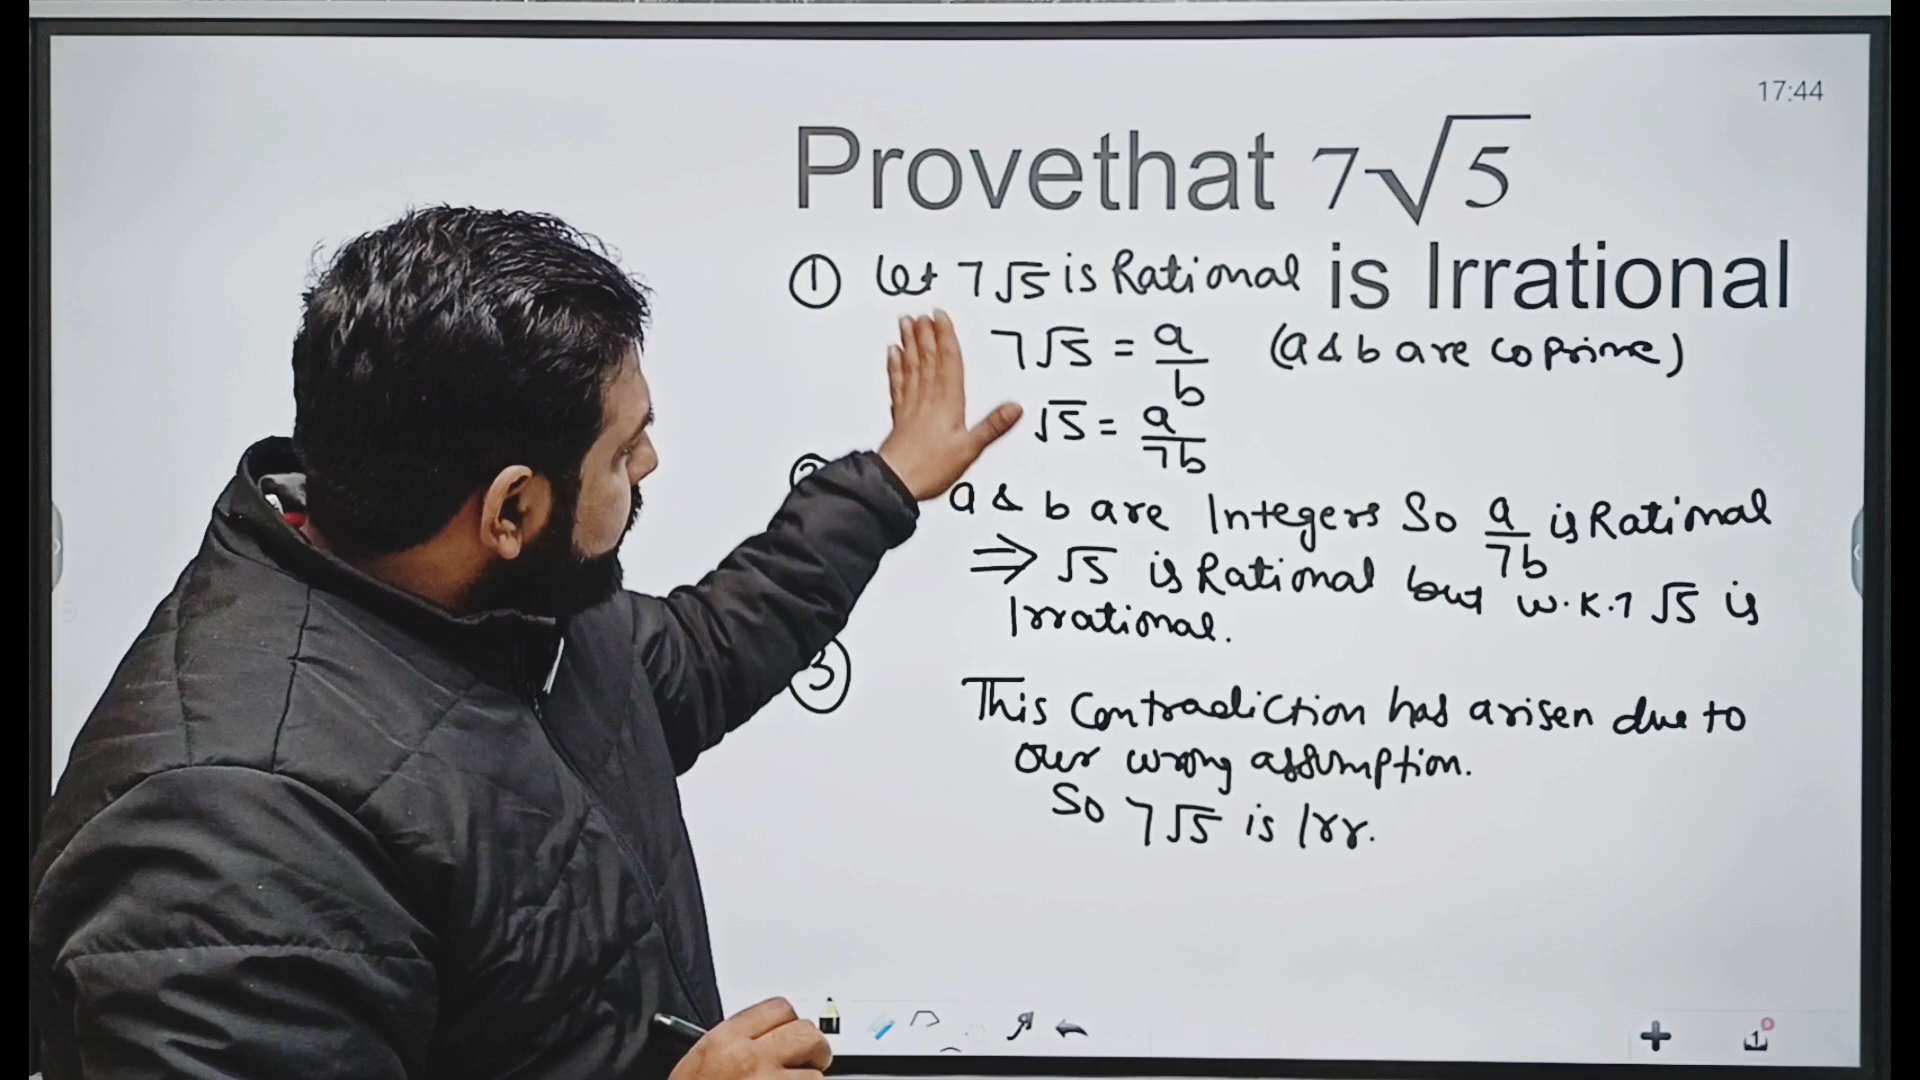 17:44
Provethat 7√5
① Let 7√5 is Rational is Irrational
7√5 = a/b (a & b are coprime)
√5 = a/7b
a & b are Integers So a/7b is Rational
⇒ √5 is Rational but w.k.T √5 is
Irrational.
③
This Contradiction has arisen due to
our wrong assumption.
So 7√5 is Irr.
1